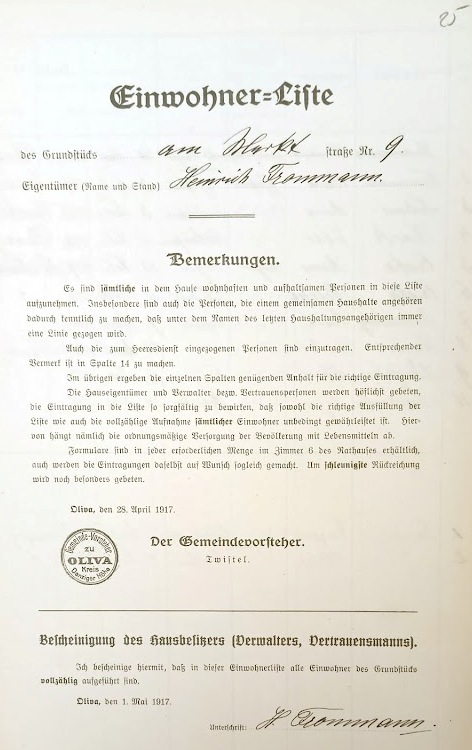 25
Einwohner=Liste
des Grundstücks am Markt straße Nr. 9.
Eigentümer (Name und Stand) Heinrich Trommann.
Bemerkungen.
Es sind sämtliche in dem Hause wohnhaften und aufhaltsamen Personen in diese Liste
aufzunehmen. Insbesondere sind auch die Personen, die einem gemeinsamen Haushalte angehören
dadurch kenntlich zu machen, daß unter dem Namen des letzten Haushaltungsangehörigen immer
eine Linie gezogen wird.
Auch die zum Heeresdienst eingezogenen Personen sind einzutragen. Entsprechender
Vermerk ist in Spalte 14 zu machen.
Im übrigen ergeben die einzelnen Spalten genügenden Anhalt für die richtige Eintragung.
Die Hauseigentümer und Verwalter bezw. Vertrauenspersonen werden höflichst gebeten,
die Eintragung in die Liste so sorgfältig zu bewirken, daß sowohl die richtige Ausfüllung der
Liste wie auch die vollzählige Aufnahme sämtlicher Einwohner unbedingt gewährleistet ist. Hier-
von hängt nämlich die ordnungsmäßige Versorgung der Bevölkerung mit Lebensmitteln ab.
Formulare sind in jeder erforderlichen Menge im Zimmer 6 des Rathauses erhältlich,
auch werden die Eintragungen daselbst auf Wunsch sogleich gemacht. Um schleunigste Rückreichung
wird noch besonders gebeten.
Oliva, den 28. April 1917.
Der Gemeindevorsteher.
Twistel.
Gemeinde-Vorsteher
zu
OLIVA
Kreis
Danziger Höhe
Bescheinigung des Hausbesitzers (Verwalters, Vertrauensmanns).
Ich bescheinige hiermit, daß in dieser Einwohnerliste alle Einwohner des Grundstücks
vollzählig aufgeführt sind.
Oliva, den 1. Mai 1917.
Unterschrift: H. Trommann.